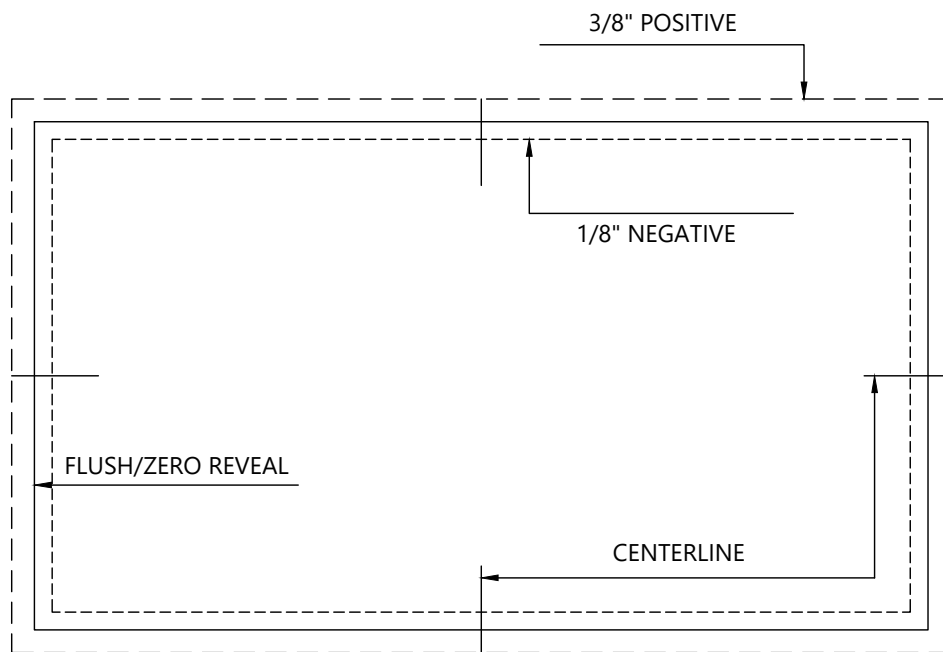 3/8" POSITIVE
1/8" NEGATIVE
FLUSH/ZERO REVEAL
CENTERLINE